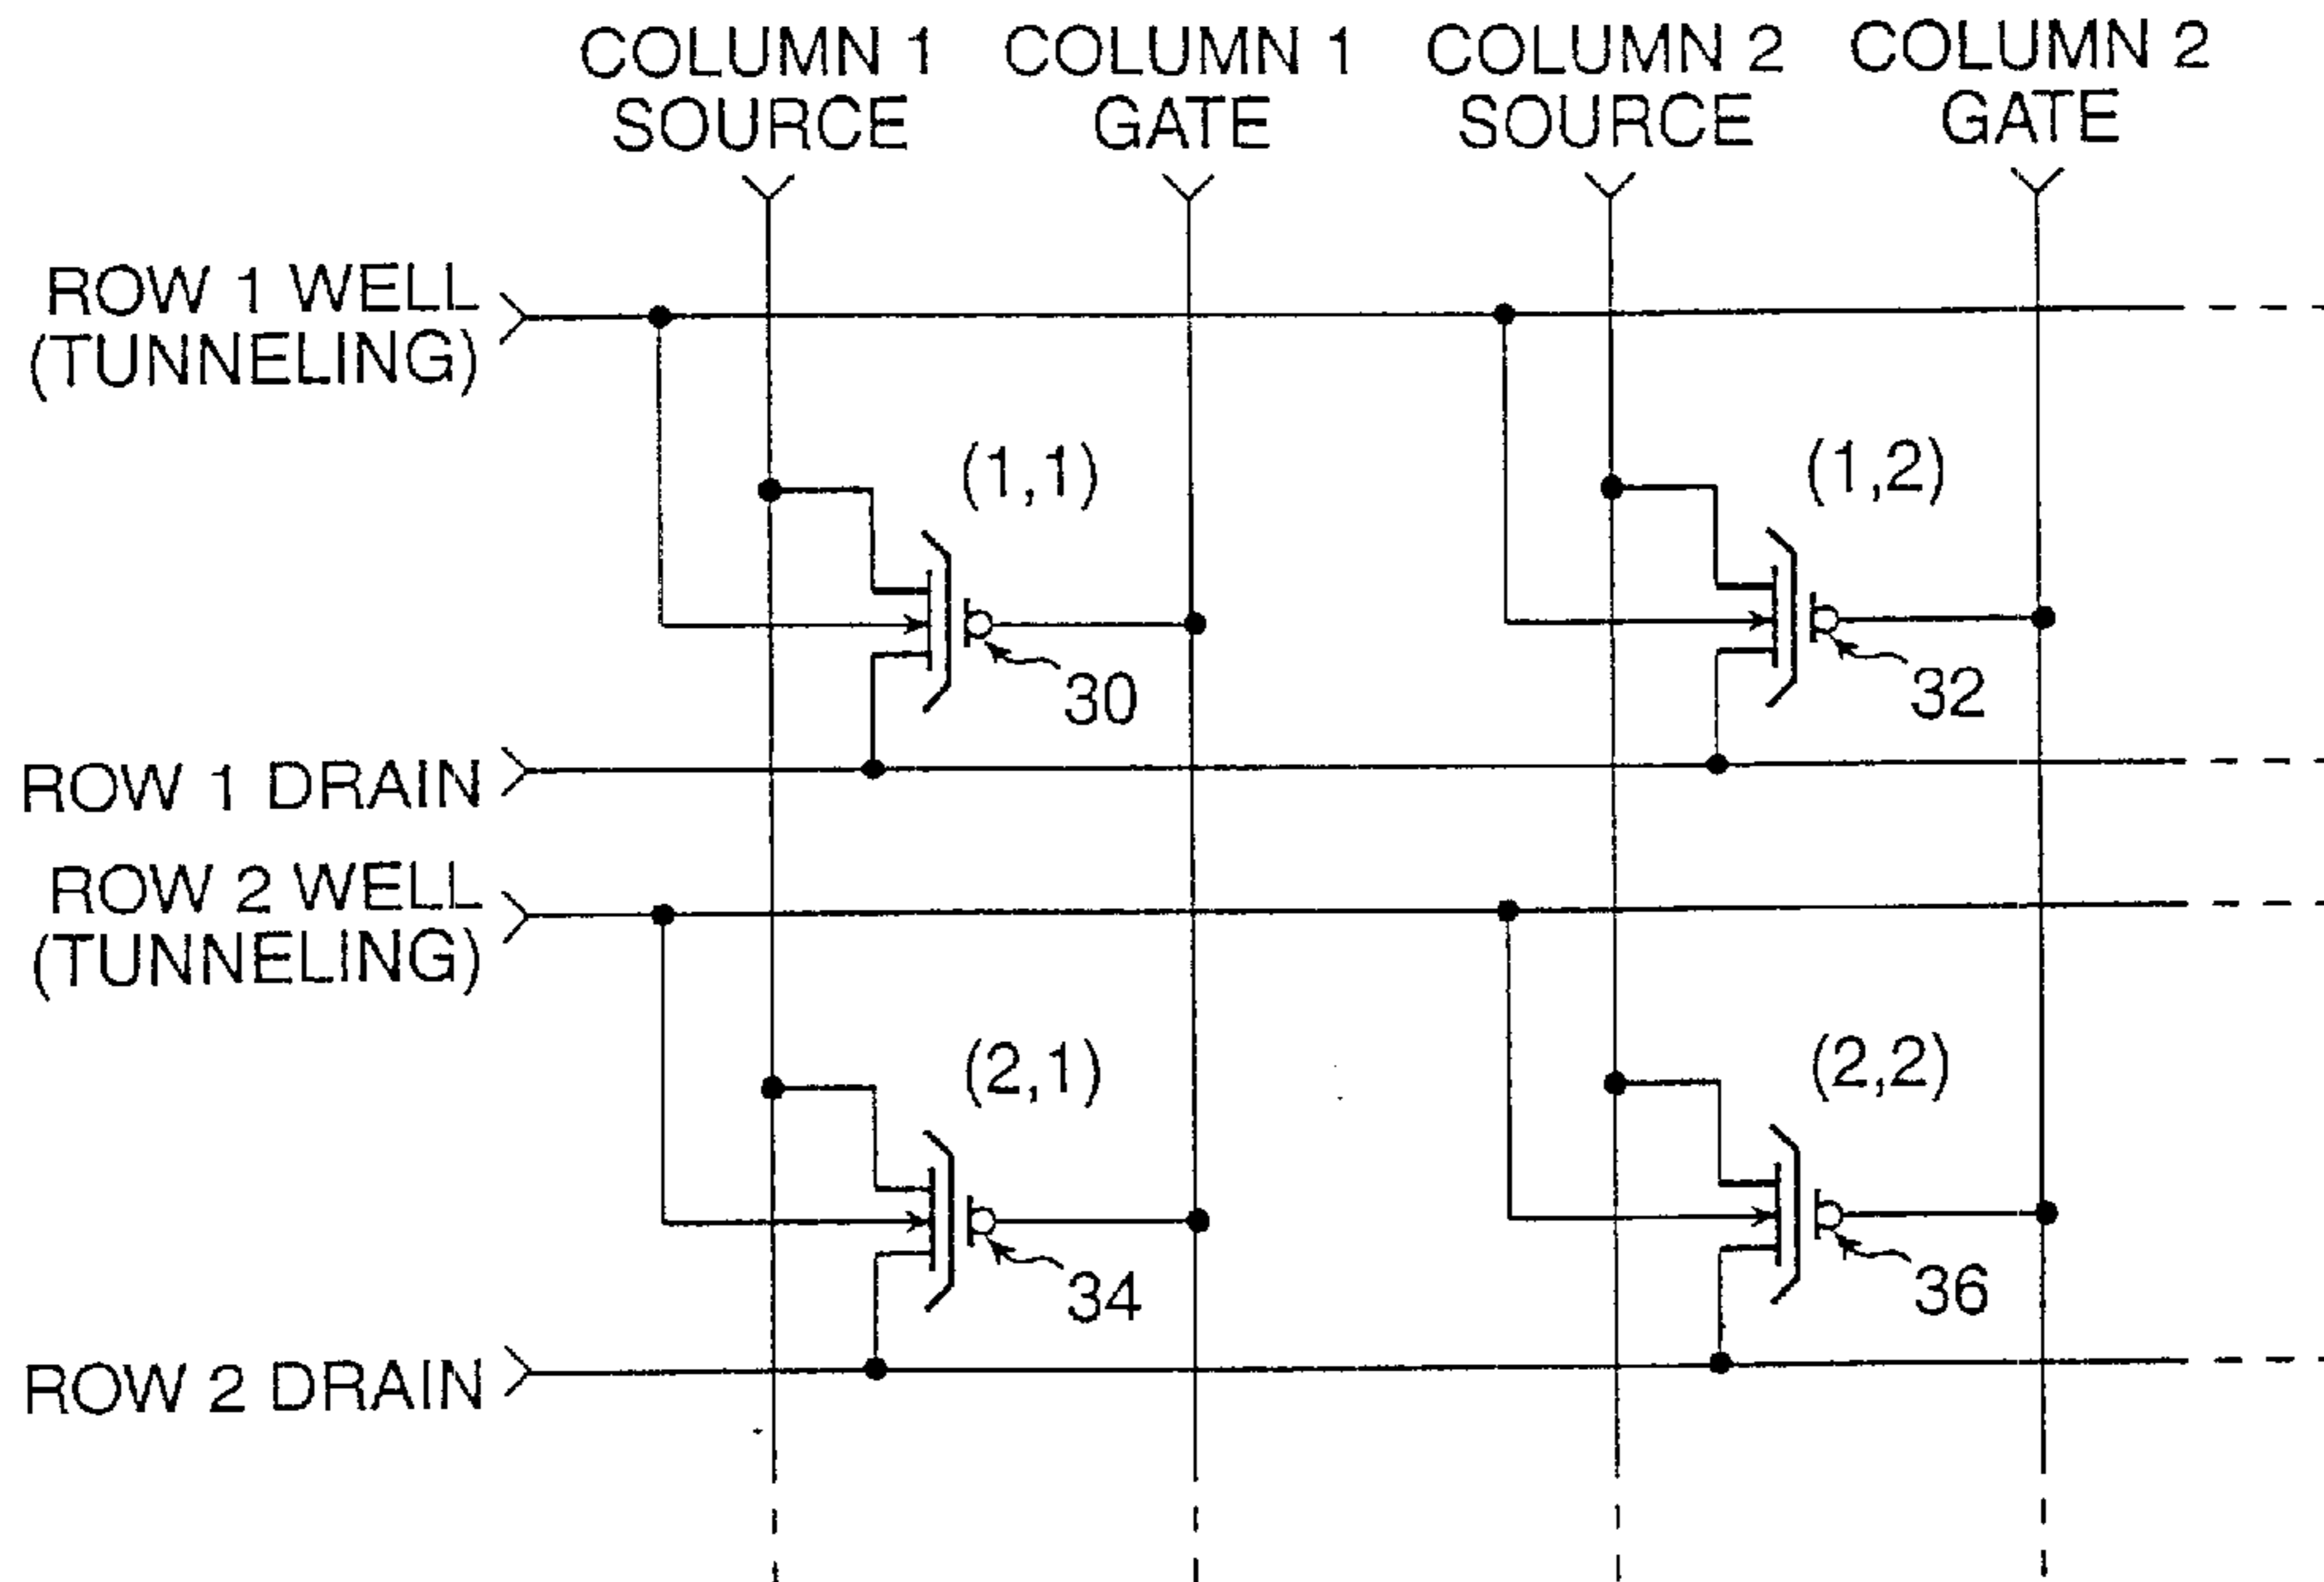 COLUMN 1 SOURCE
COLUMN 1 GATE
COLUMN 2 SOURCE
COLUMN 2 GATE
ROW 1 WELL
(TUNNELING)
(1,1)
(1,2)
30
32
ROW 1 DRAIN
ROW 2 WELL
(TUNNELING)
(2,1)
(2,2)
34
36
ROW 2 DRAIN